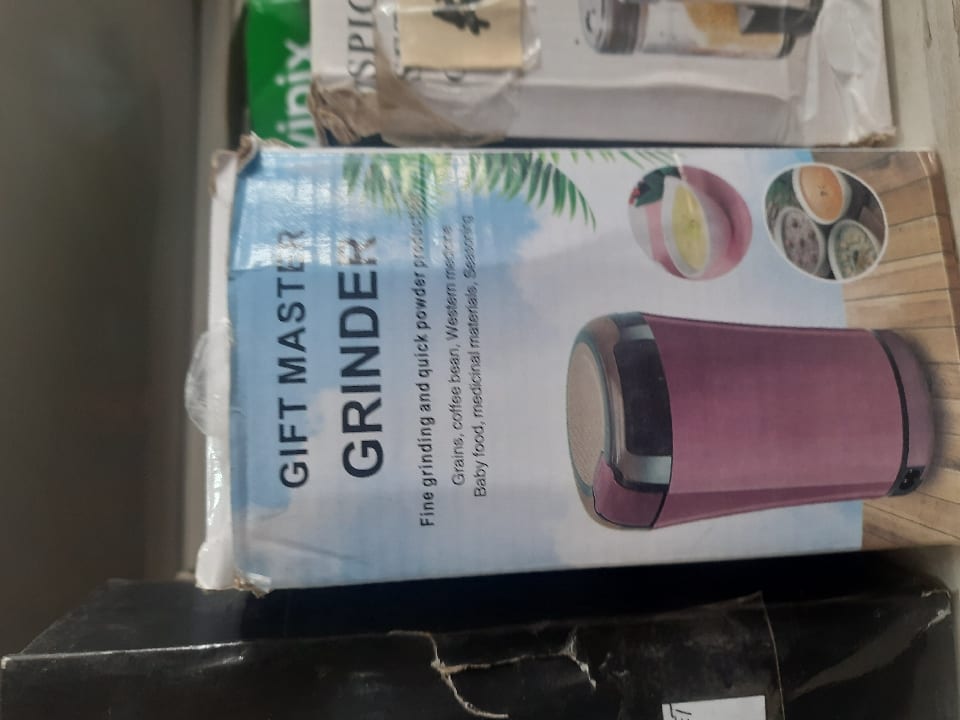 GIFT MASTER
GRINDER
Fine grinding and quick powder production
Grains, coffee bean, Western medicine
Baby food, medicinal materials, Seasoning